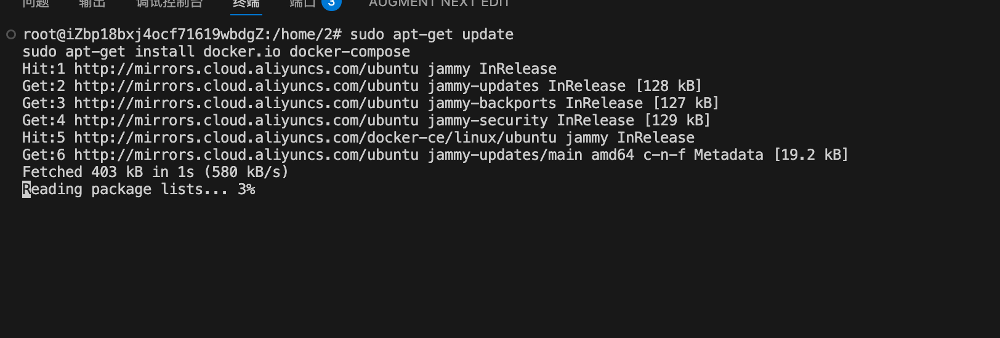 问题 输出 调试控制台 终端 端口 3 AUGMENT NEXT EDIT
root@iZbp18bxj4ocf71619wbdgZ:/home/2# sudo apt-get update
sudo apt-get install docker.io docker-compose
Hit:1 http://mirrors.cloud.aliyuncs.com/ubuntu jammy InRelease
Get:2 http://mirrors.cloud.aliyuncs.com/ubuntu jammy-updates InRelease [128 kB]
Get:3 http://mirrors.cloud.aliyuncs.com/ubuntu jammy-backports InRelease [127 kB]
Get:4 http://mirrors.cloud.aliyuncs.com/ubuntu jammy-security InRelease [129 kB]
Hit:5 http://mirrors.cloud.aliyuncs.com/docker-ce/linux/ubuntu jammy InRelease
Get:6 http://mirrors.cloud.aliyuncs.com/ubuntu jammy-updates/main amd64 c-n-f Metadata [19.2 kB]
Fetched 403 kB in 1s (580 kB/s)
Reading package lists... 3%